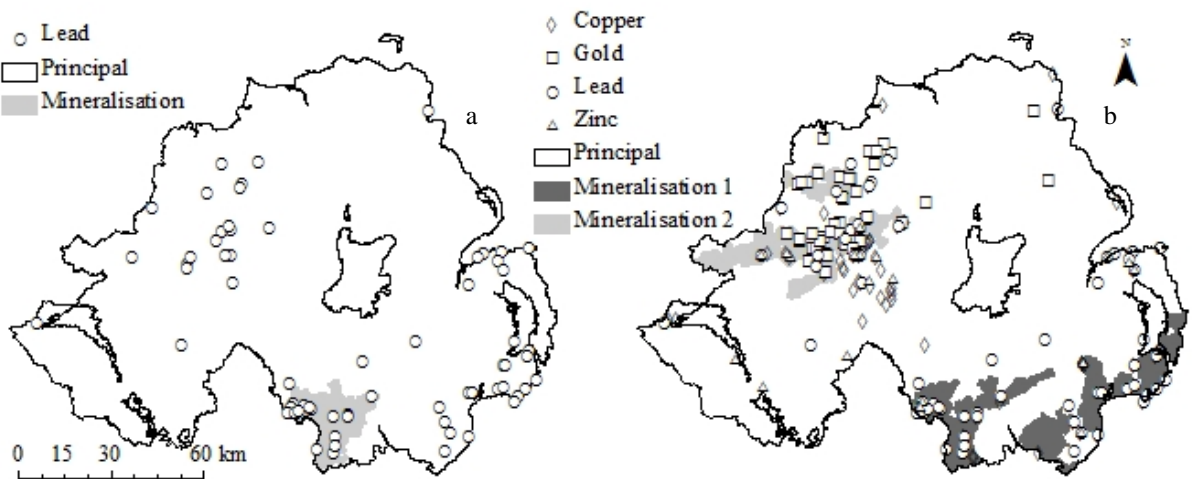 Lead
Principal
Mineralisation
a
0 15 30 60 km
Copper
Gold
Lead
Zinc
Principal
Mineralisation 1
Mineralisation 2
N
b